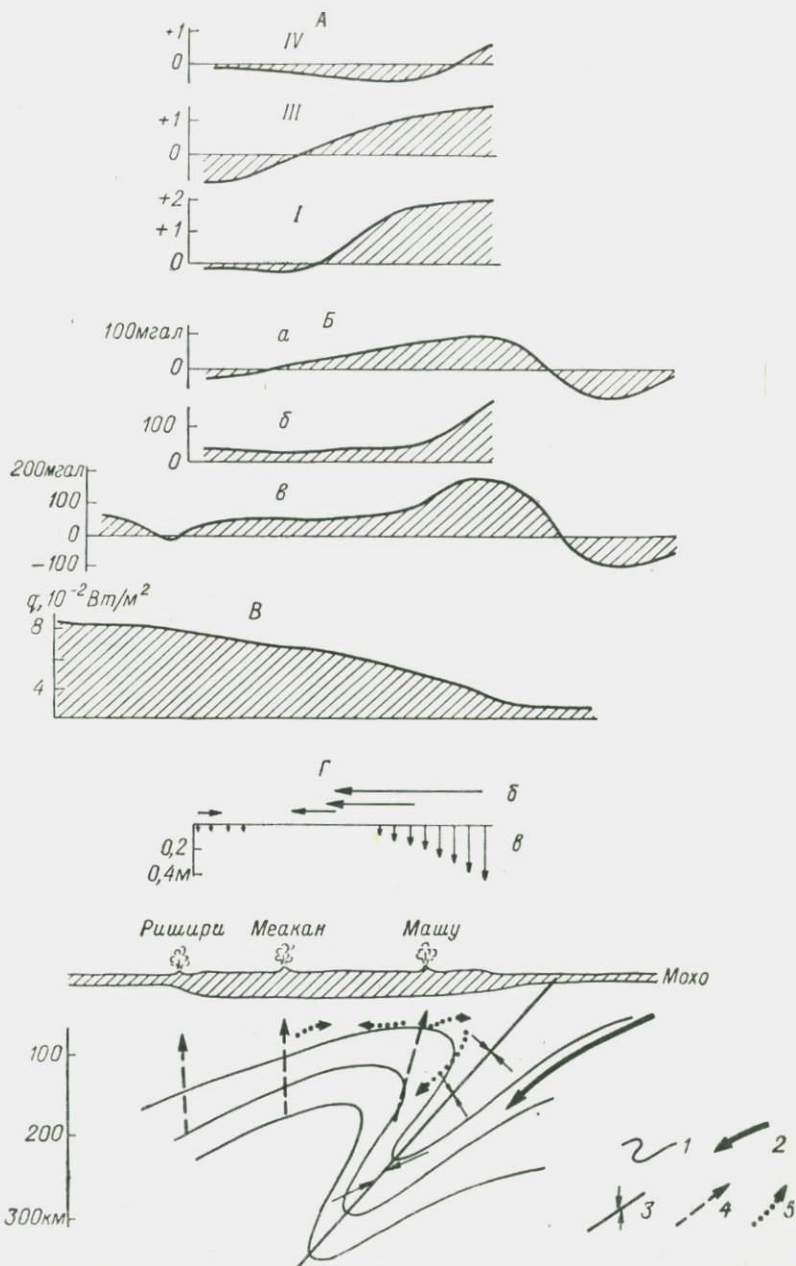 А
IV
+1
0
III
+1
0
I
+2
+1
0
Б
а
100мгал
0
б
100
0
в
200мгал
100
0
−100
q, 10⁻² Вт/м²
В
8
4
Г
б
в
0,2
0,4м
Ришири Меакан Машу
Мохо
100
200
300км
1 2
3 4 5